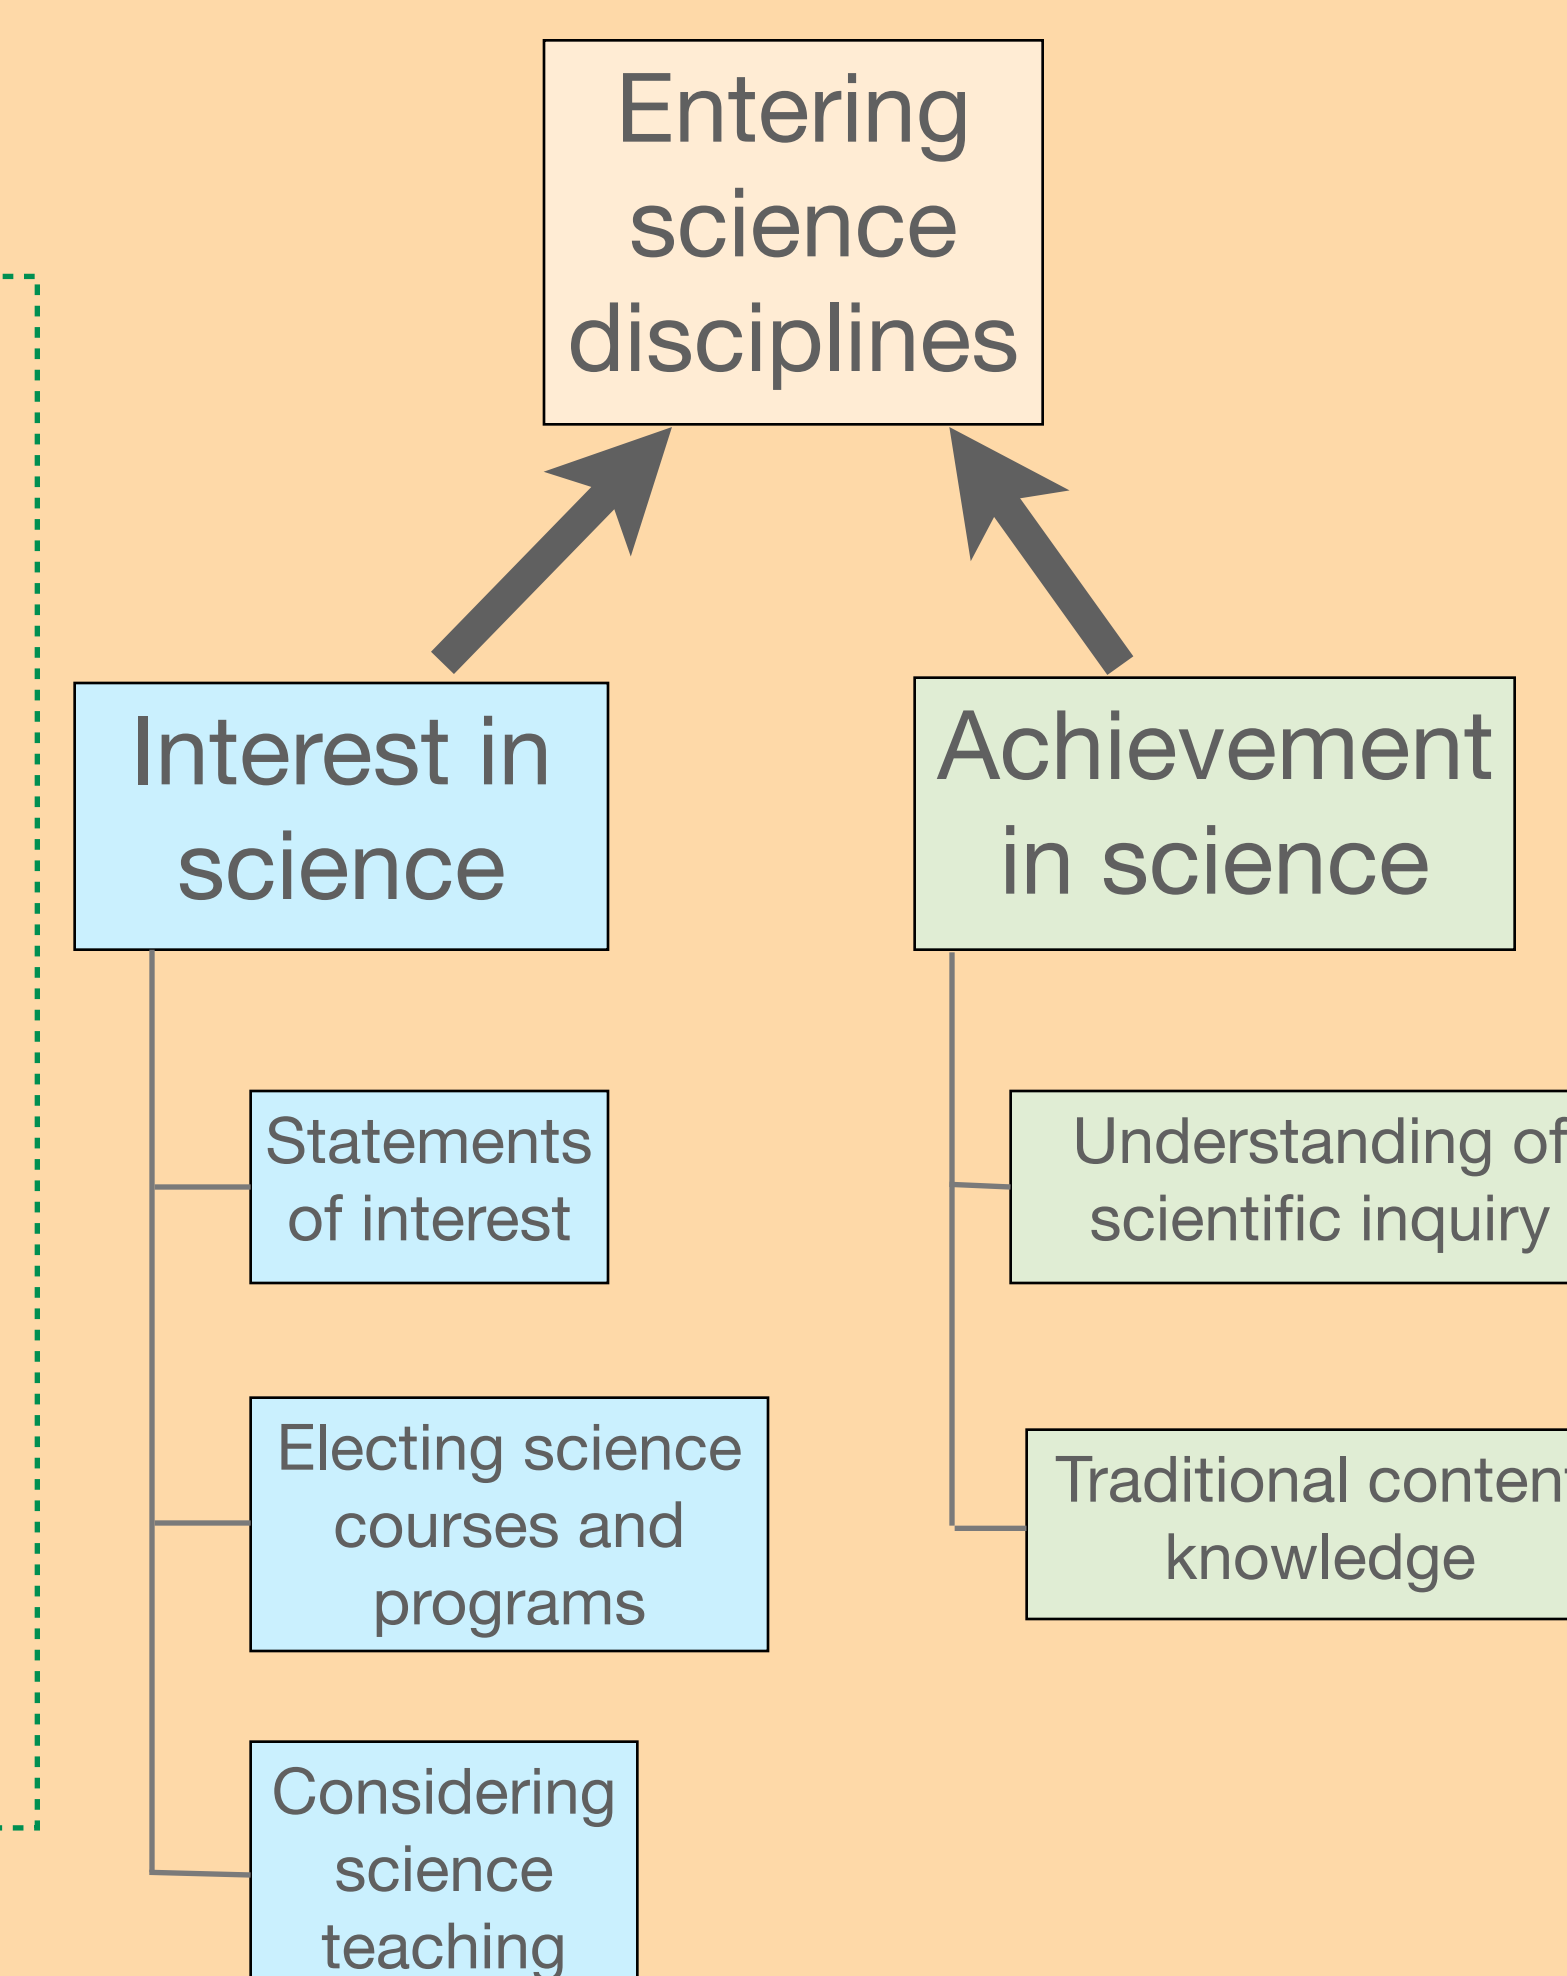 Entering
science
disciplines
Interest in
science
Achievement
in science
Statements
of interest
Understanding of
scientific inquiry
Electing science
courses and
programs
Traditional content
knowledge
Considering
science
teaching